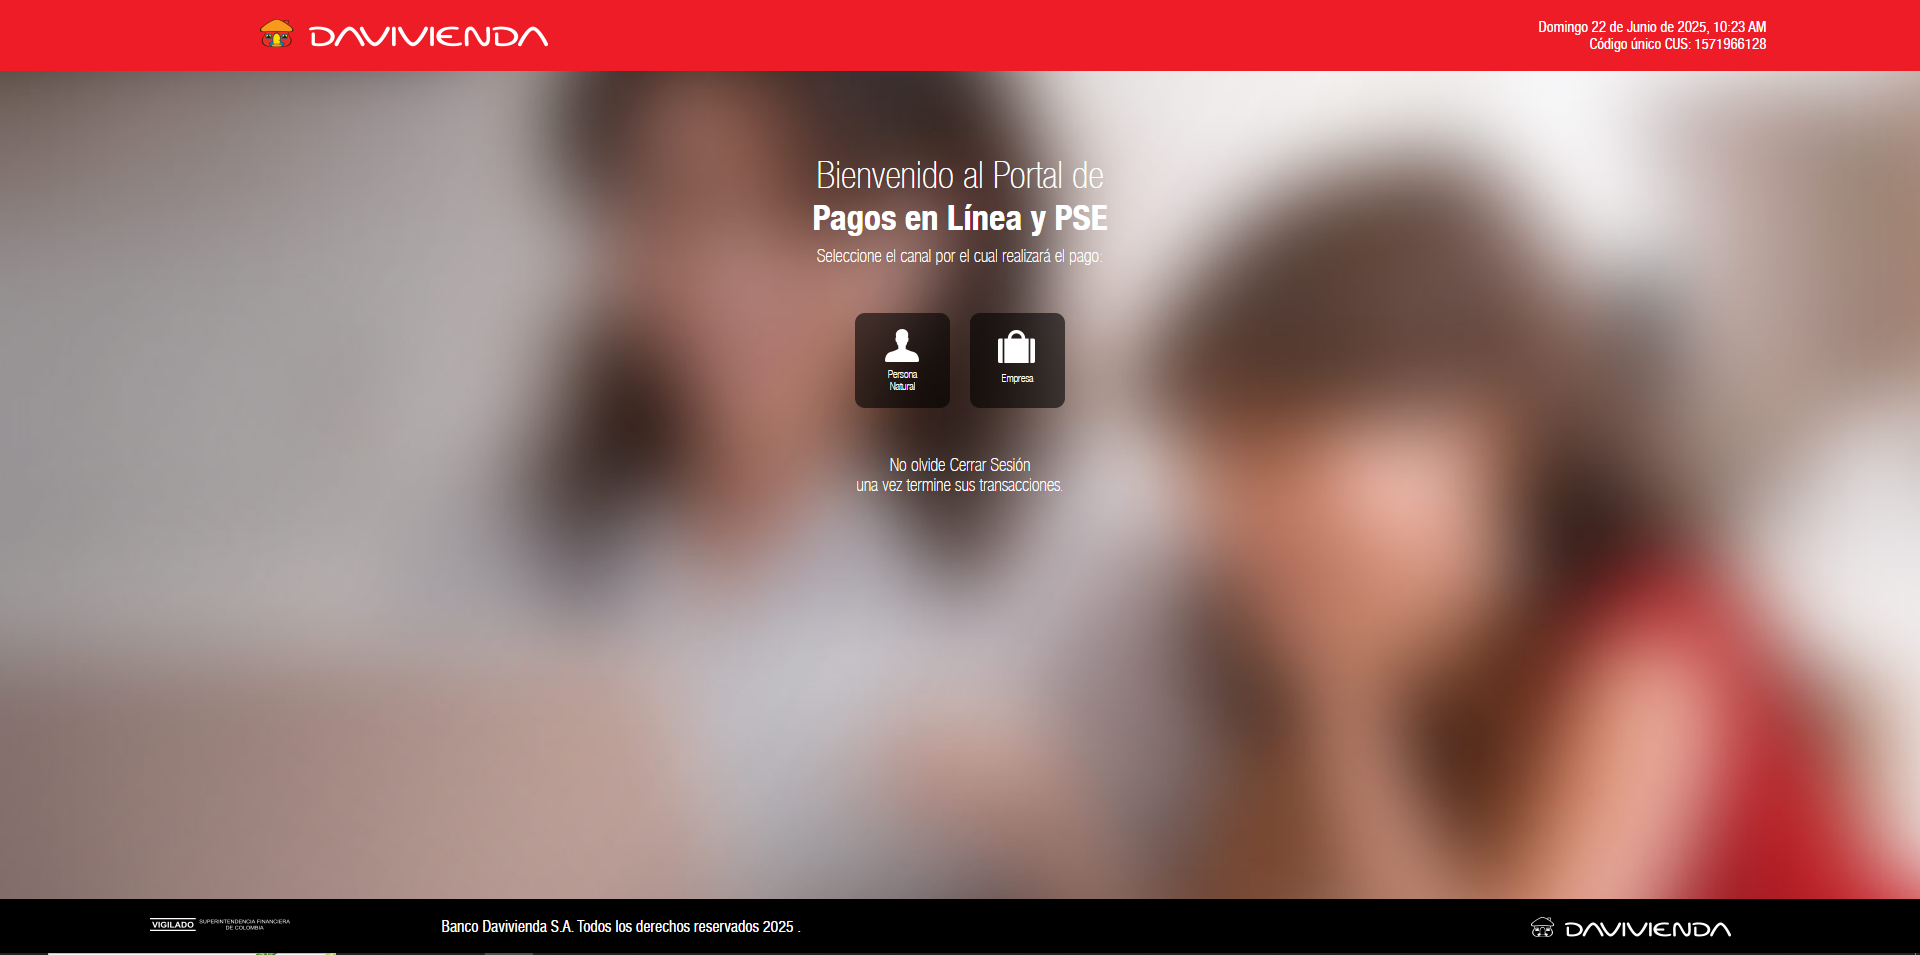 DAVIVIENDA
Domingo 22 de Junio de 2025, 10:23 AM
Código único CUS: 1571966128
Bienvenido al Portal de
Pagos en Línea y PSE
Seleccione el canal por el cual realizará el pago:
Persona
Natural
Empresa
No olvide Cerrar Sesión
una vez termine sus transacciones.
VIGILADO
SUPERINTENDENCIA FINANCIERA
DE COLOMBIA
Banco Davivienda S.A. Todos los derechos reservados 2025 .
DAVIVIENDA